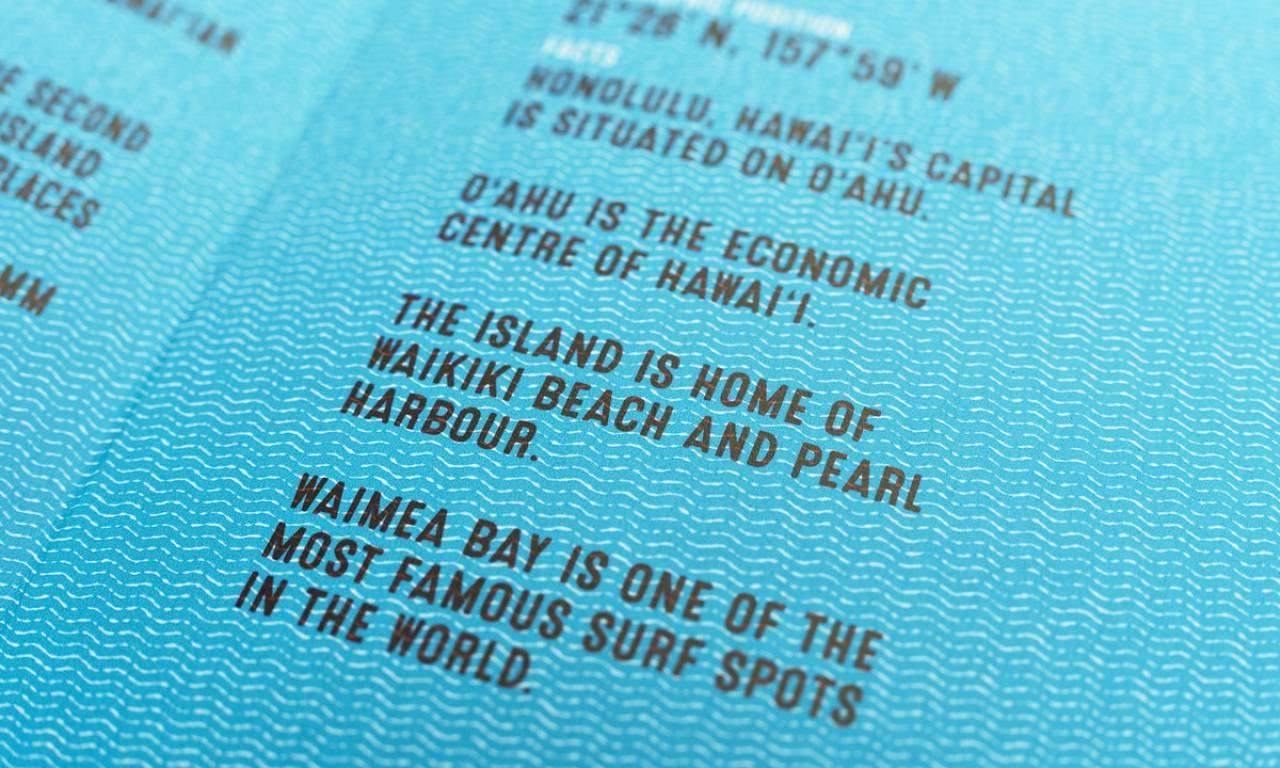 E SECOND
ISLAND
PLACES
MM
POSITION
21°28' N, 157°59' W
FACTS
HONOLULU, HAWAI'I'S CAPITAL
IS SITUATED ON O'AHU.
O'AHU IS THE ECONOMIC
CENTRE OF HAWAI'I.
THE ISLAND IS HOME OF
WAIKIKI BEACH AND PEARL
HARBOUR.
WAIMEA BAY IS ONE OF THE
MOST FAMOUS SURF SPOTS
IN THE WORLD.